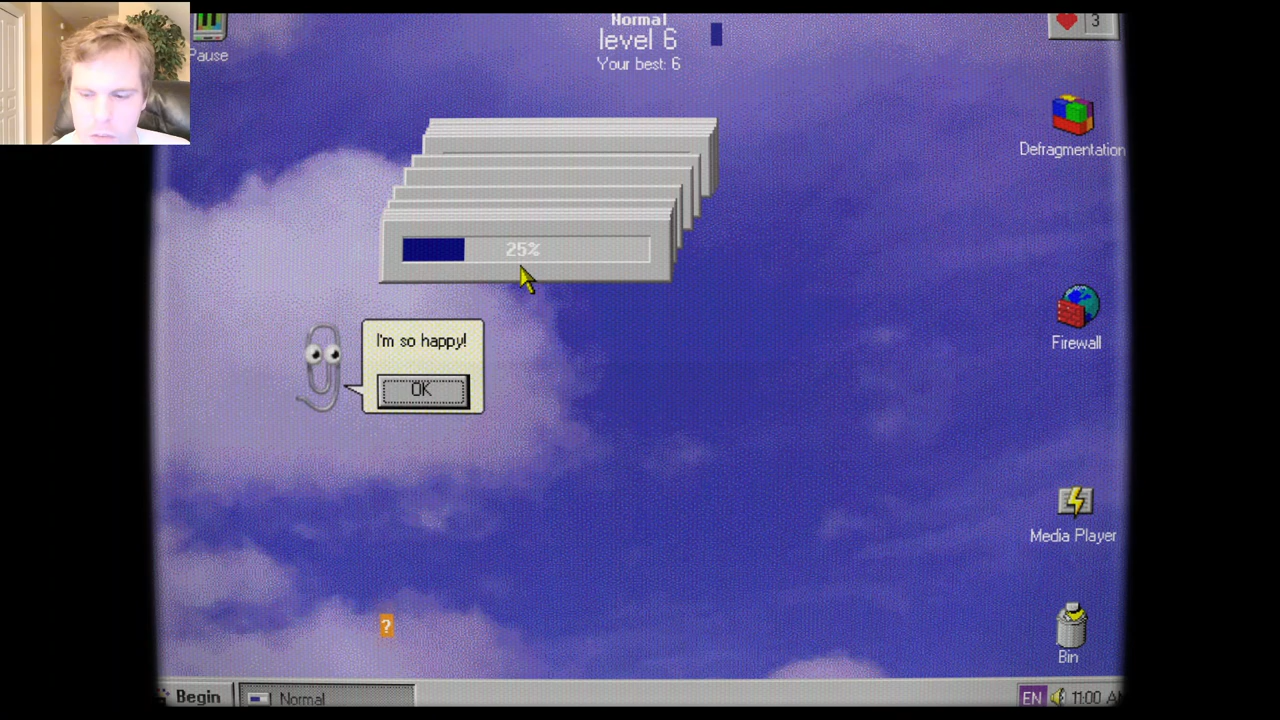 Normal
level 6
Your best: 6
Pause
3
Defragmentation
25%
I'm so happy!
OK
Firewall
Media Player
?
Bin
Begin
Normal
EN
11:00 A